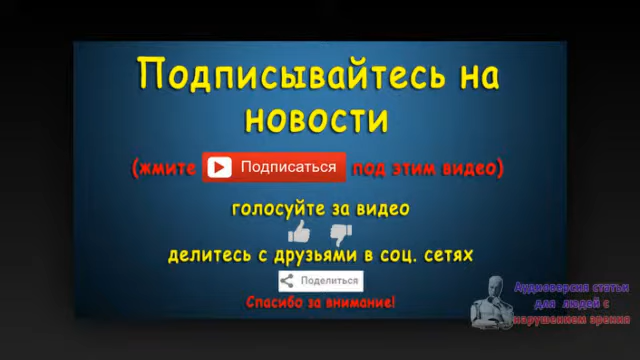 Подписывайтесь на
новости
(жмите Подписаться под этим видео)
голосуйте за видео
делитесь с друзьями в соц. сетях
Поделиться
Спасибо за внимание!
Аудиоверсия статьи
для людей с
нарушением зрения